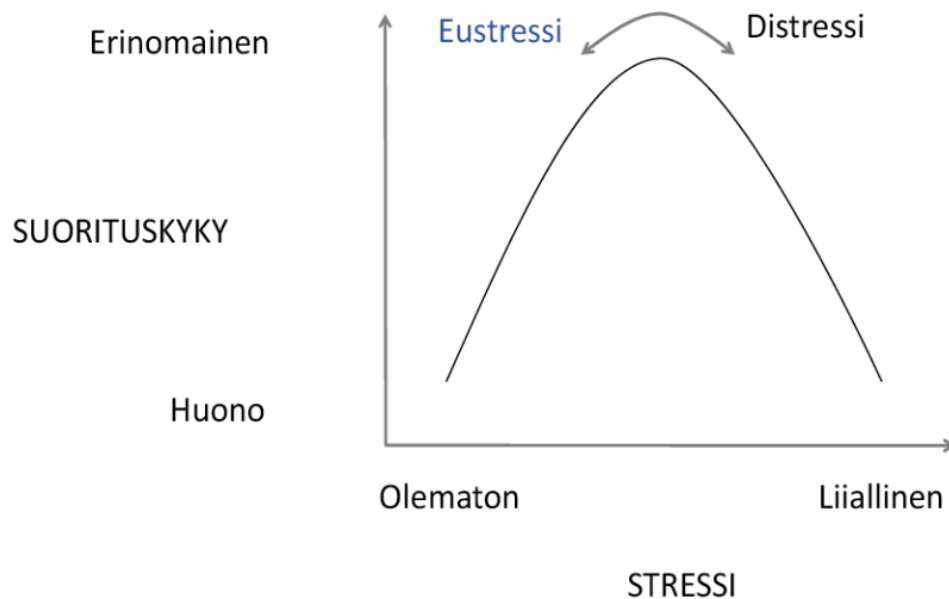 Erinomainen
Eustressi
Distressi
SUORITUSKYKY
Huono
Olematon
Liiallinen
STRESSI